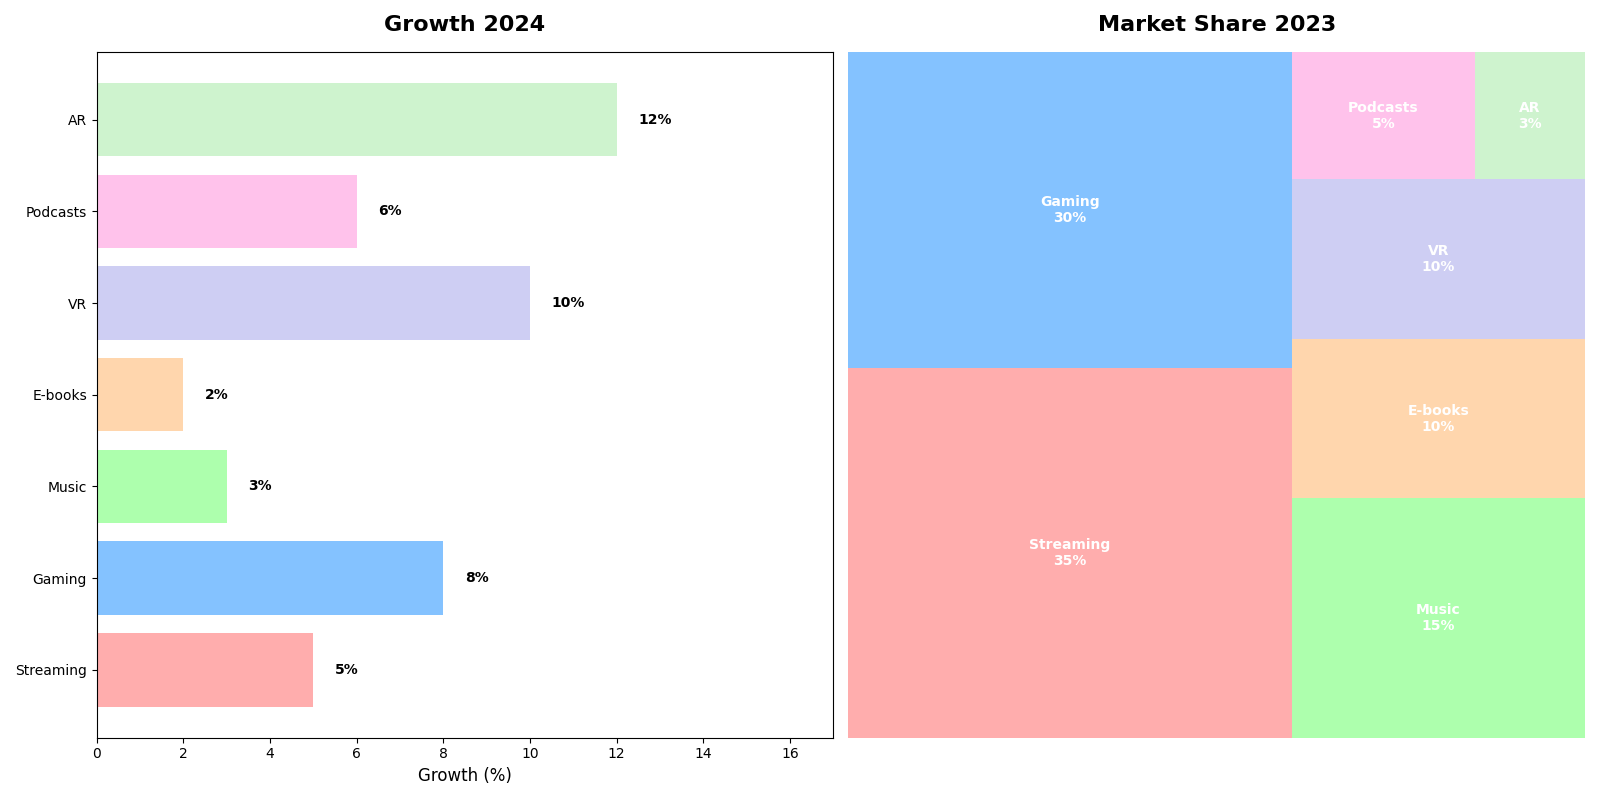 Growth 2024
AR
12%
Podcasts
6%
VR
10%
E-books
2%
Music
3%
Gaming
8%
Streaming
5%
0 2 4 6 8 10 12 14 16
Growth (%)
Market Share 2023
Gaming
30%
Podcasts
5%
AR
3%
VR
10%
E-books
10%
Streaming
35%
Music
15%